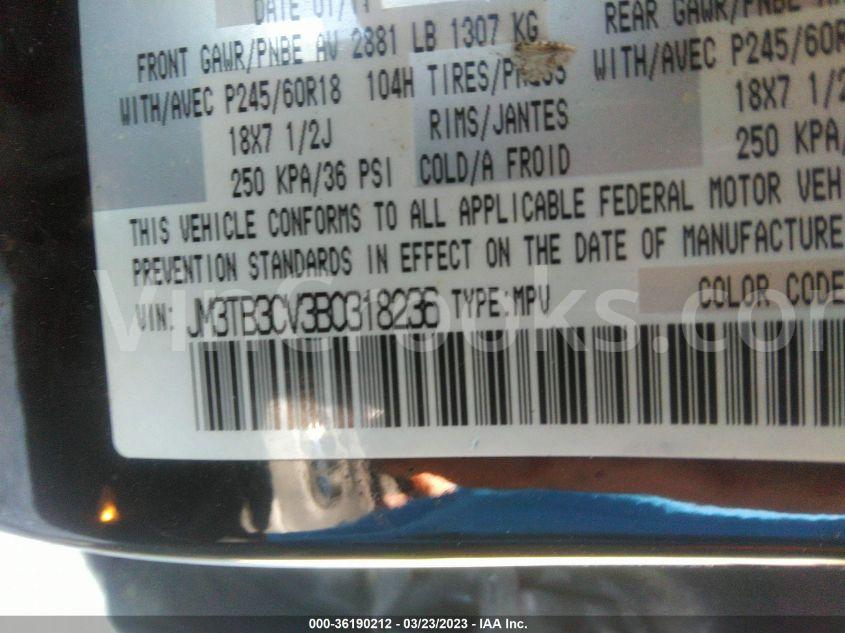 DATE 01/11
FRONT GAWR/PNBE AV 2881 LB 1307 KG
REAR GAWR/PNBE
WITH/AVEC P245/60R18 104H TIRES/PNEUS WITH/AVEC P245/60R
18X7 1/2J RIMS/JANTES 18X7 1/2
250 KPA/36 PSI COLD/A FROID 250 KPA/
THIS VEHICLE CONFORMS TO ALL APPLICABLE FEDERAL MOTOR VEH
PREVENTION STANDARDS IN EFFECT ON THE DATE OF MANUFACTURE
VIN: JM3TB3CV3B0318236 TYPE:MPV COLOR CODE
VinCrooks.com
000-36190212 / 03/23/2023 - IAA Inc.